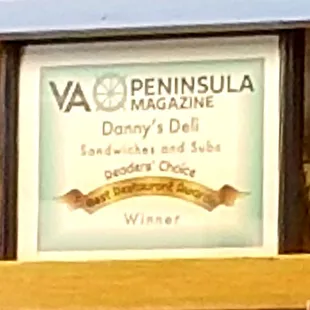 VA PENINSULA
MAGAZINE
Danny's Deli
Sandwiches and Subs
Readers' Choice
Best Restaurant Awards
Winner